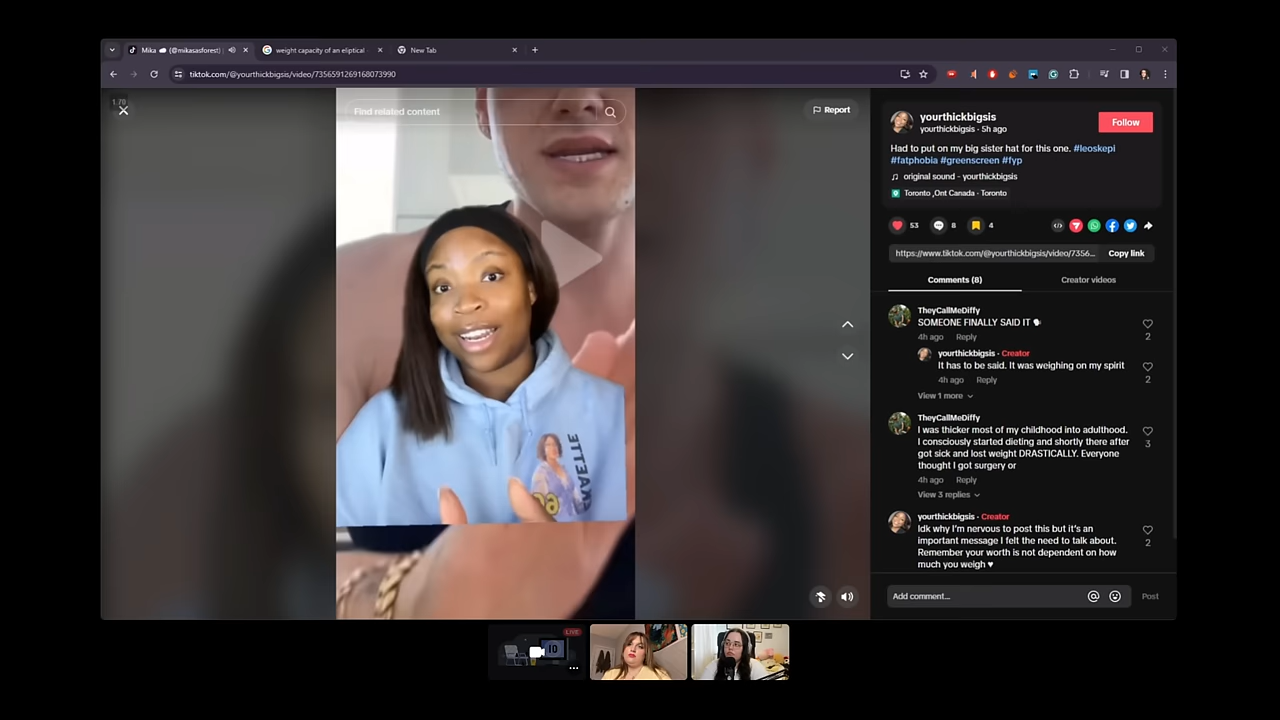 Mika ☁️ (@mikasasforest)
weight capacity of an eliptical
New Tab
tiktok.com/@yourthickbigsis/video/7356591269168073990
1.70
Find related content
Report
yourthickbigsis
yourthickbigsis · 5h ago
Follow
Had to put on my big sister hat for this one. #leoskepi
#fatphobia #greenscreen #fyp
original sound - yourthickbigsis
Toronto ,Ont Canada · Toronto
53
8
4
https://www.tiktok.com/@yourthickbigsis/video/7356...
Copy link
Comments (8)
Creator videos
TheyCallMeDiffy
SOMEONE FINALLY SAID IT 🗣
4h ago
Reply
2
yourthickbigsis · Creator
It has to be said. It was weighing on my spirit
4h ago
Reply
2
View 1 more
TheyCallMeDiffy
I was thicker most of my childhood into adulthood.
I consciously started dieting and shortly there after
got sick and lost weight DRASTICALLY. Everyone
thought I got surgery or
3
4h ago
Reply
View 3 replies
yourthickbigsis · Creator
Idk why I'm nervous to post this but it's an
important message I felt the need to talk about.
Remember your worth is not dependent on how
much you weigh ♥
2
Add comment...
Post
LIVE